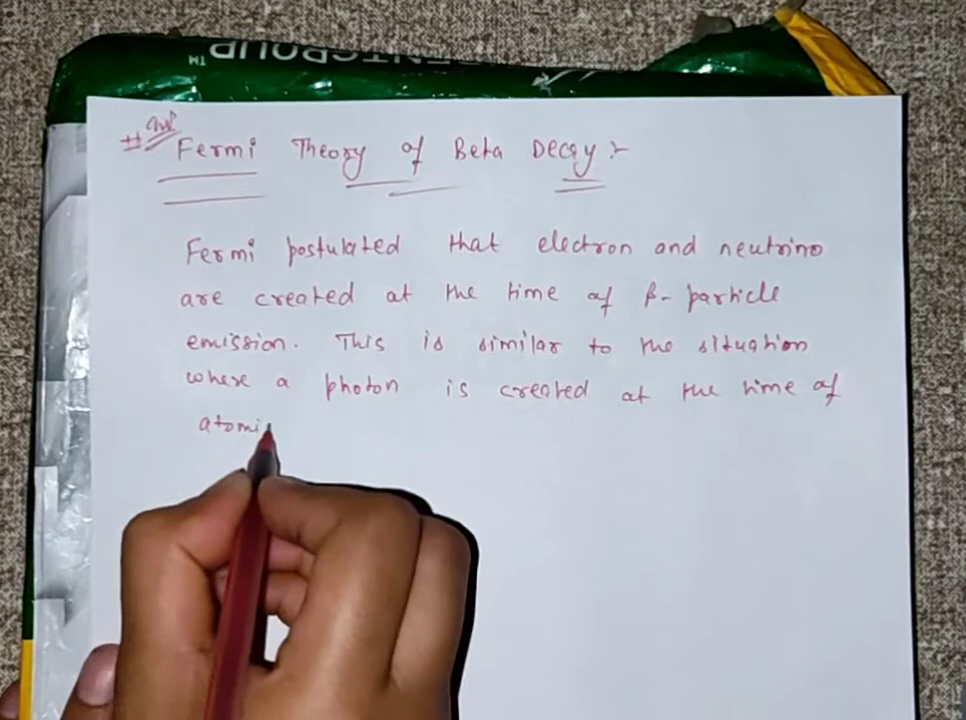 # Imp
Fermi Theory of Beta Decay :-
Fermi postulated that electron and neutrino
are created at the time of β- particle
emission. This is similar to the situation
where a photon is created at the time of
atomi